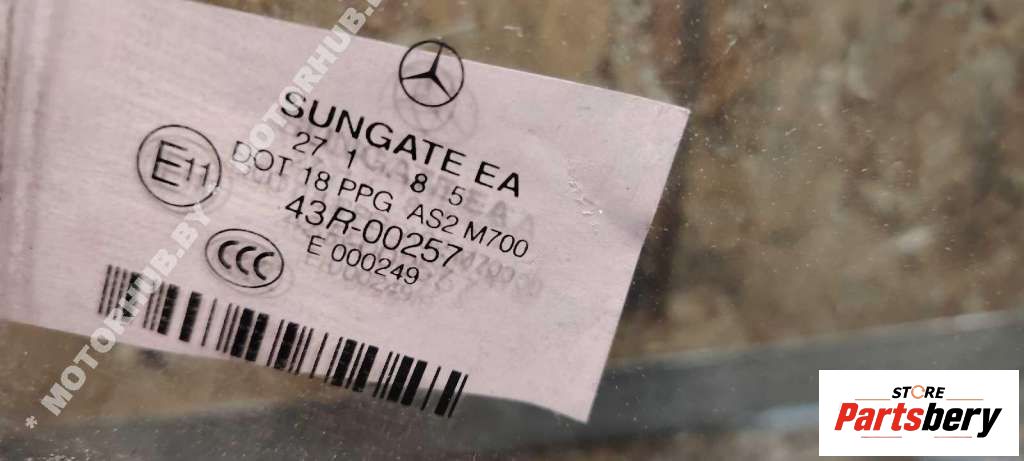 SUNGATE EA
27 1 8 5
E11
DOT 18 PPG AS2 M700
43R-00257
E 000249
CCC
* MOTORHUB.BY * MOTORHUB.BY
STORE
Partsbery